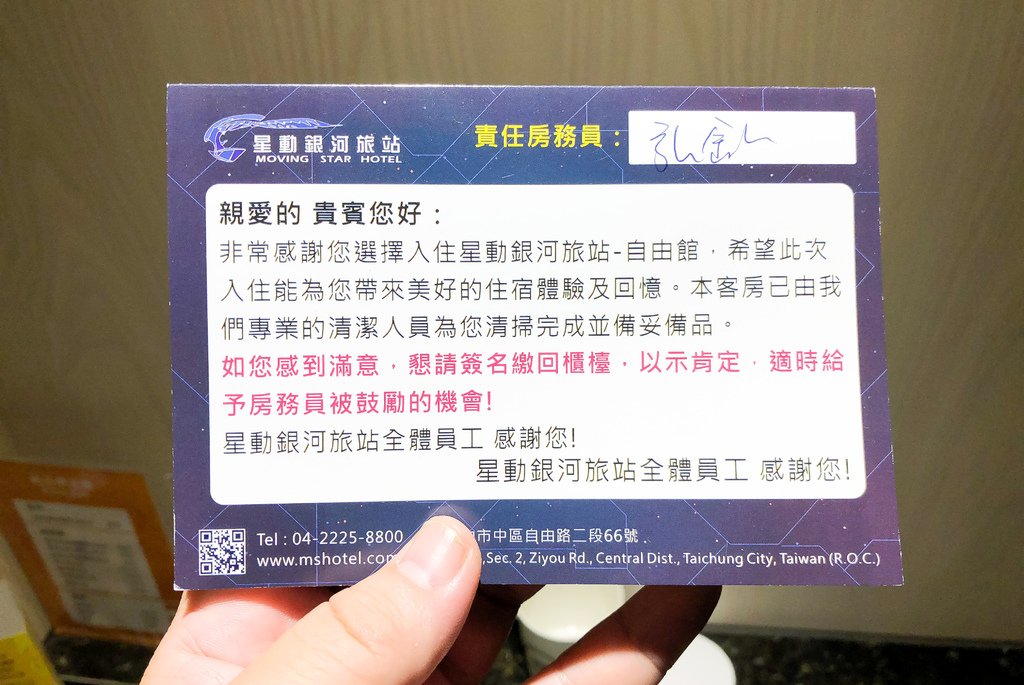 星動銀河旅站
MOVING STAR HOTEL
責任房務員：
親愛的 貴賓您好：
非常感謝您選擇入住星動銀河旅站-自由館，希望此次
入住能為您帶來美好的住宿體驗及回憶。本客房已由我
們專業的清潔人員為您清掃完成並備妥備品。
如您感到滿意，懇請簽名繳回櫃檯，以示肯定，適時給
予房務員被鼓勵的機會!
星動銀河旅站全體員工 感謝您!
星動銀河旅站全體員工 感謝您!
Tel : 04-2225-8800 市中區自由路二段66號
www.mshotel.com ,Sec. 2, Ziyou Rd., Central Dist., Taichung City, Taiwan (R.O.C.)